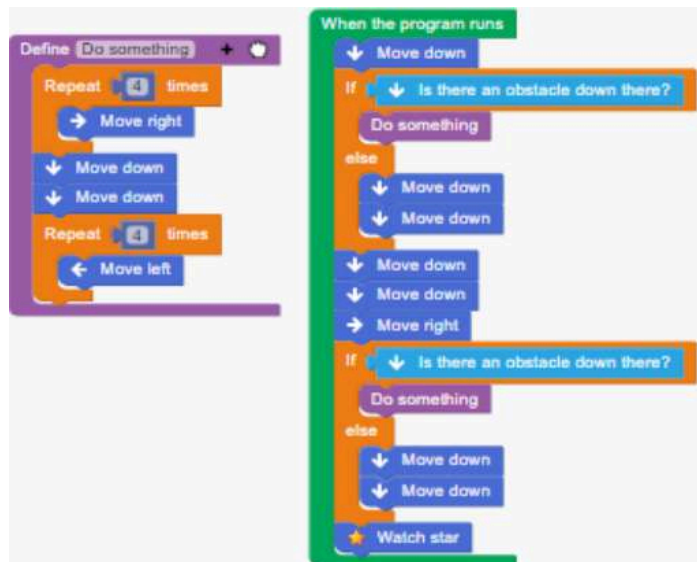 Define Do something +
Repeat 4 times
Move right
Move down
Move down
Repeat 4 times
Move left
When the program runs
Move down
If Is there an obstacle down there?
Do something
else
Move down
Move down
Move down
Move down
Move right
If Is there an obstacle down there?
Do something
else
Move down
Move down
Watch star